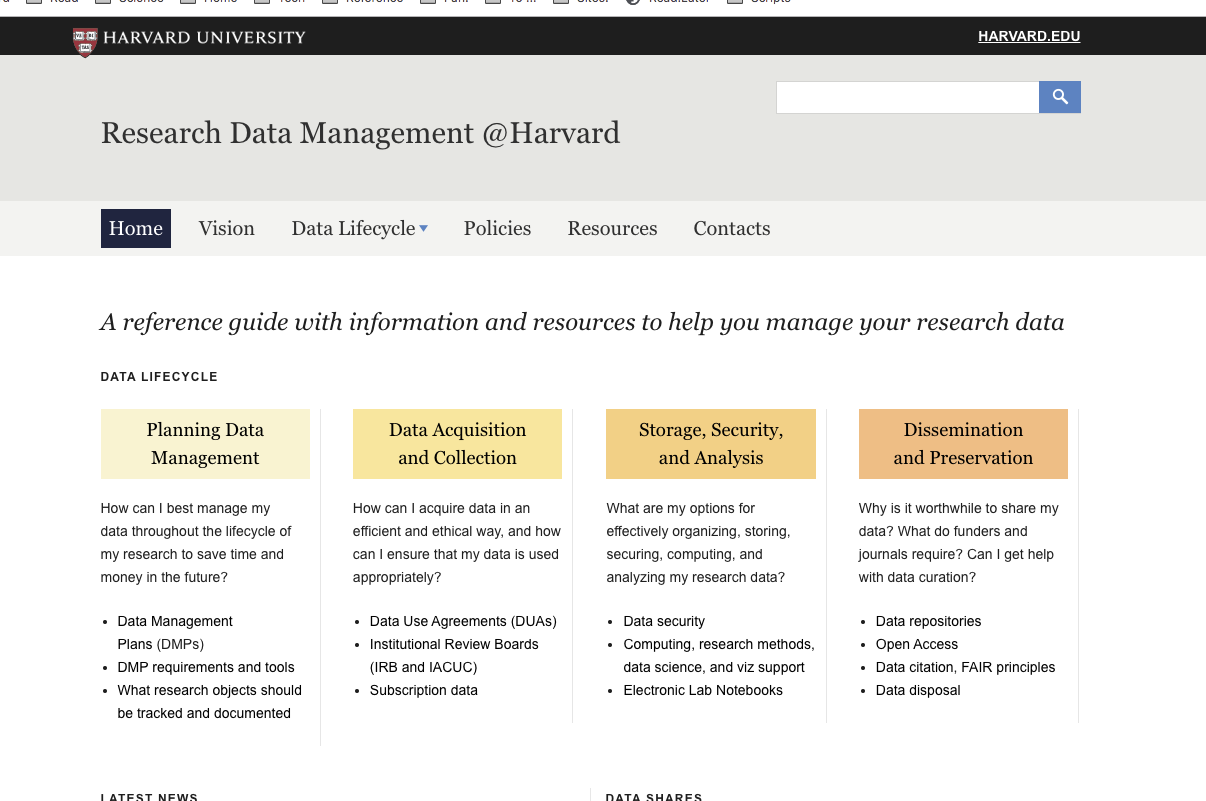 HARVARD UNIVERSITY
HARVARD.EDU
Research Data Management @Harvard
Home Vision Data Lifecycle Policies Resources Contacts
A reference guide with information and resources to help you manage your research data
DATA LIFECYCLE
Planning Data
Management
How can I best manage my
data throughout the lifecycle of
my research to save time and
money in the future?
• Data Management
Plans (DMPs)
• DMP requirements and tools
• What research objects should
be tracked and documented
Data Acquisition
and Collection
How can I acquire data in an
efficient and ethical way, and how
can I ensure that my data is used
appropriately?
• Data Use Agreements (DUAs)
• Institutional Review Boards
(IRB and IACUC)
• Subscription data
Storage, Security,
and Analysis
What are my options for
effectively organizing, storing,
securing, computing, and
analyzing my research data?
• Data security
• Computing, research methods,
data science, and viz support
• Electronic Lab Notebooks
Dissemination
and Preservation
Why is it worthwhile to share my
data? What do funders and
journals require? Can I get help
with data curation?
• Data repositories
• Open Access
• Data citation, FAIR principles
• Data disposal
LATEST NEWS
DATA SHARES